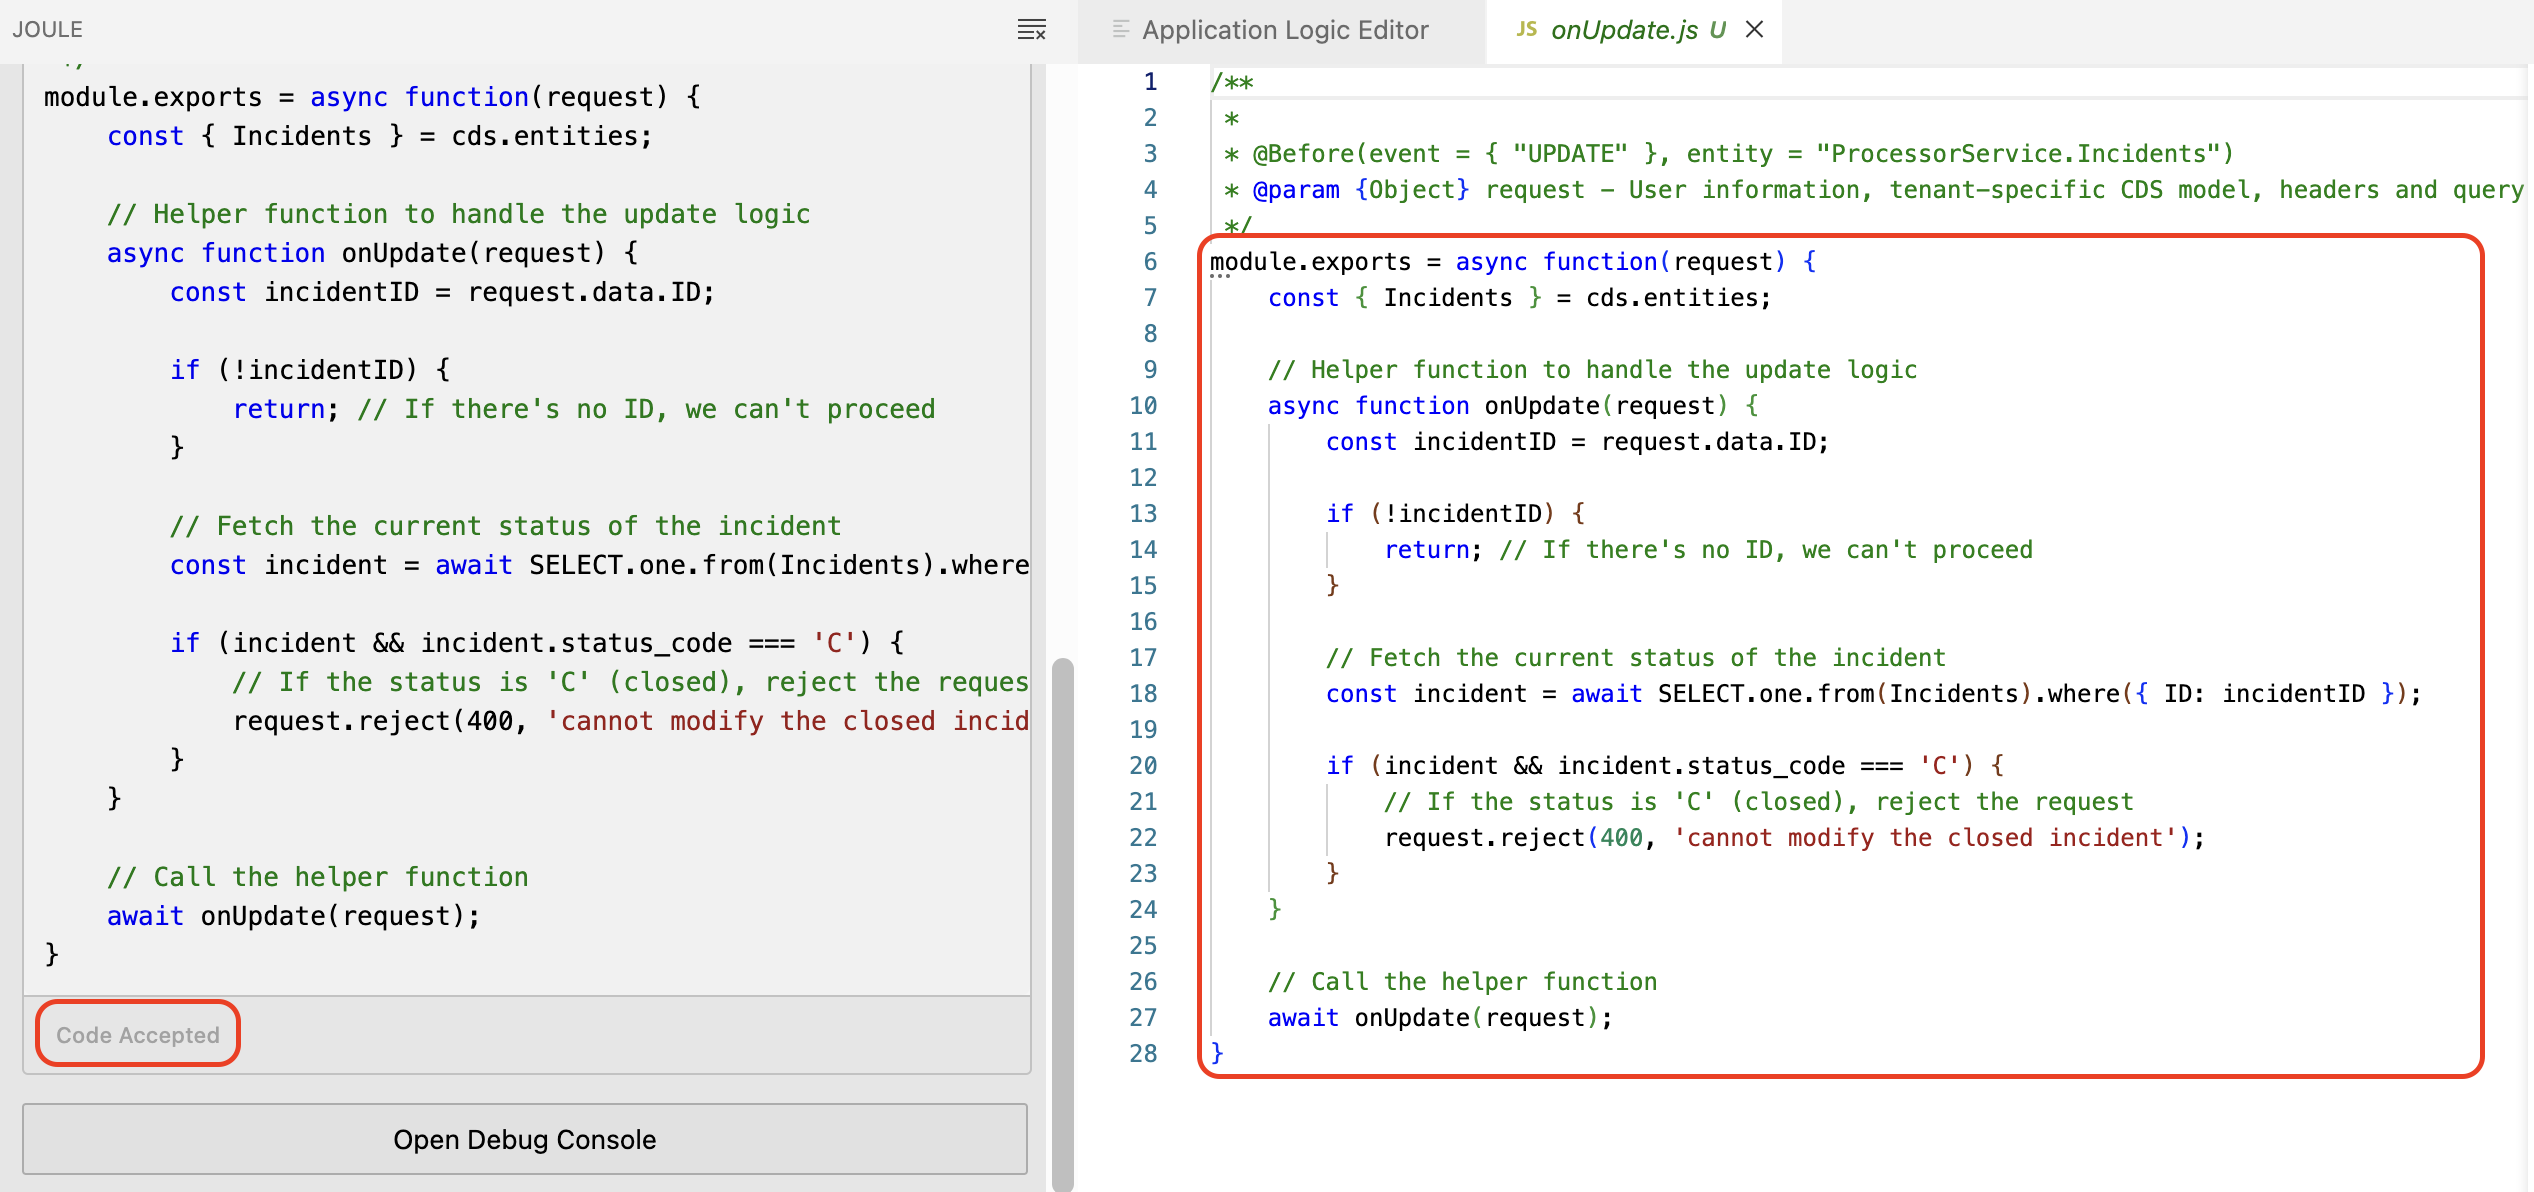 JOULE
*/
module.exports = async function(request) {
    const { Incidents } = cds.entities;
    // Helper function to handle the update logic
    async function onUpdate(request) {
        const incidentID = request.data.ID;
        if (!incidentID) {
            return; // If there's no ID, we can't proceed
        }
        // Fetch the current status of the incident
        const incident = await SELECT.one.from(Incidents).where
        if (incident && incident.status_code === 'C') {
            // If the status is 'C' (closed), reject the reques
            request.reject(400, 'cannot modify the closed incid
        }
    }
    // Call the helper function
    await onUpdate(request);
}
Code Accepted
Open Debug Console
Application Logic Editor
JS onUpdate.js U
1 /**
2  *
3  * @Before(event = { "UPDATE" }, entity = "ProcessorService.Incidents")
4  * @param {Object} request - User information, tenant-specific CDS model, headers and query
5  */
6 module.exports = async function(request) {
7     const { Incidents } = cds.entities;
8
9     // Helper function to handle the update logic
10     async function onUpdate(request) {
11         const incidentID = request.data.ID;
12
13         if (!incidentID) {
14             return; // If there's no ID, we can't proceed
15         }
16
17         // Fetch the current status of the incident
18         const incident = await SELECT.one.from(Incidents).where({ ID: incidentID });
19
20         if (incident && incident.status_code === 'C') {
21             // If the status is 'C' (closed), reject the request
22             request.reject(400, 'cannot modify the closed incident');
23         }
24     }
25
26     // Call the helper function
27     await onUpdate(request);
28 }